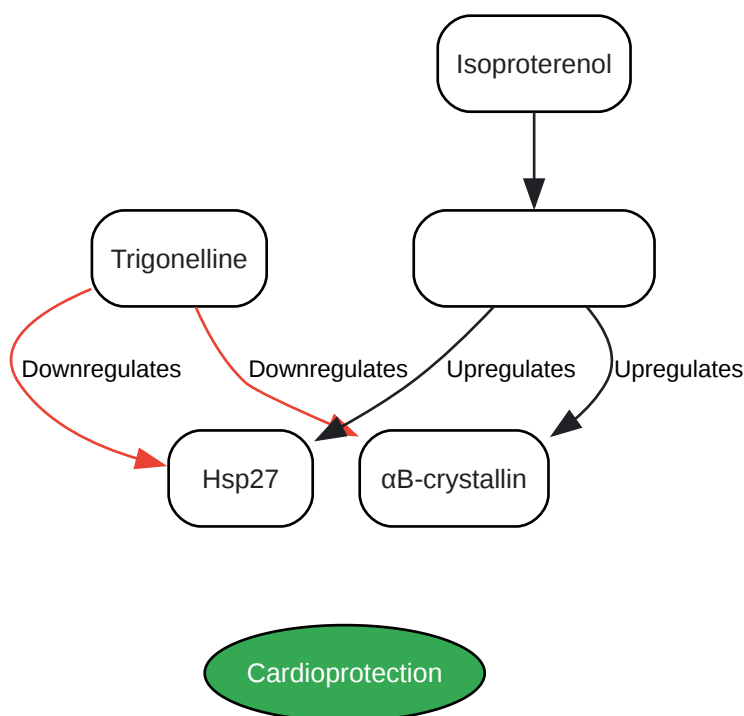 Isoproterenol
Trigonelline
Downregulates
Downregulates
Upregulates
Upregulates
Hsp27
αB-crystallin
Cardioprotection